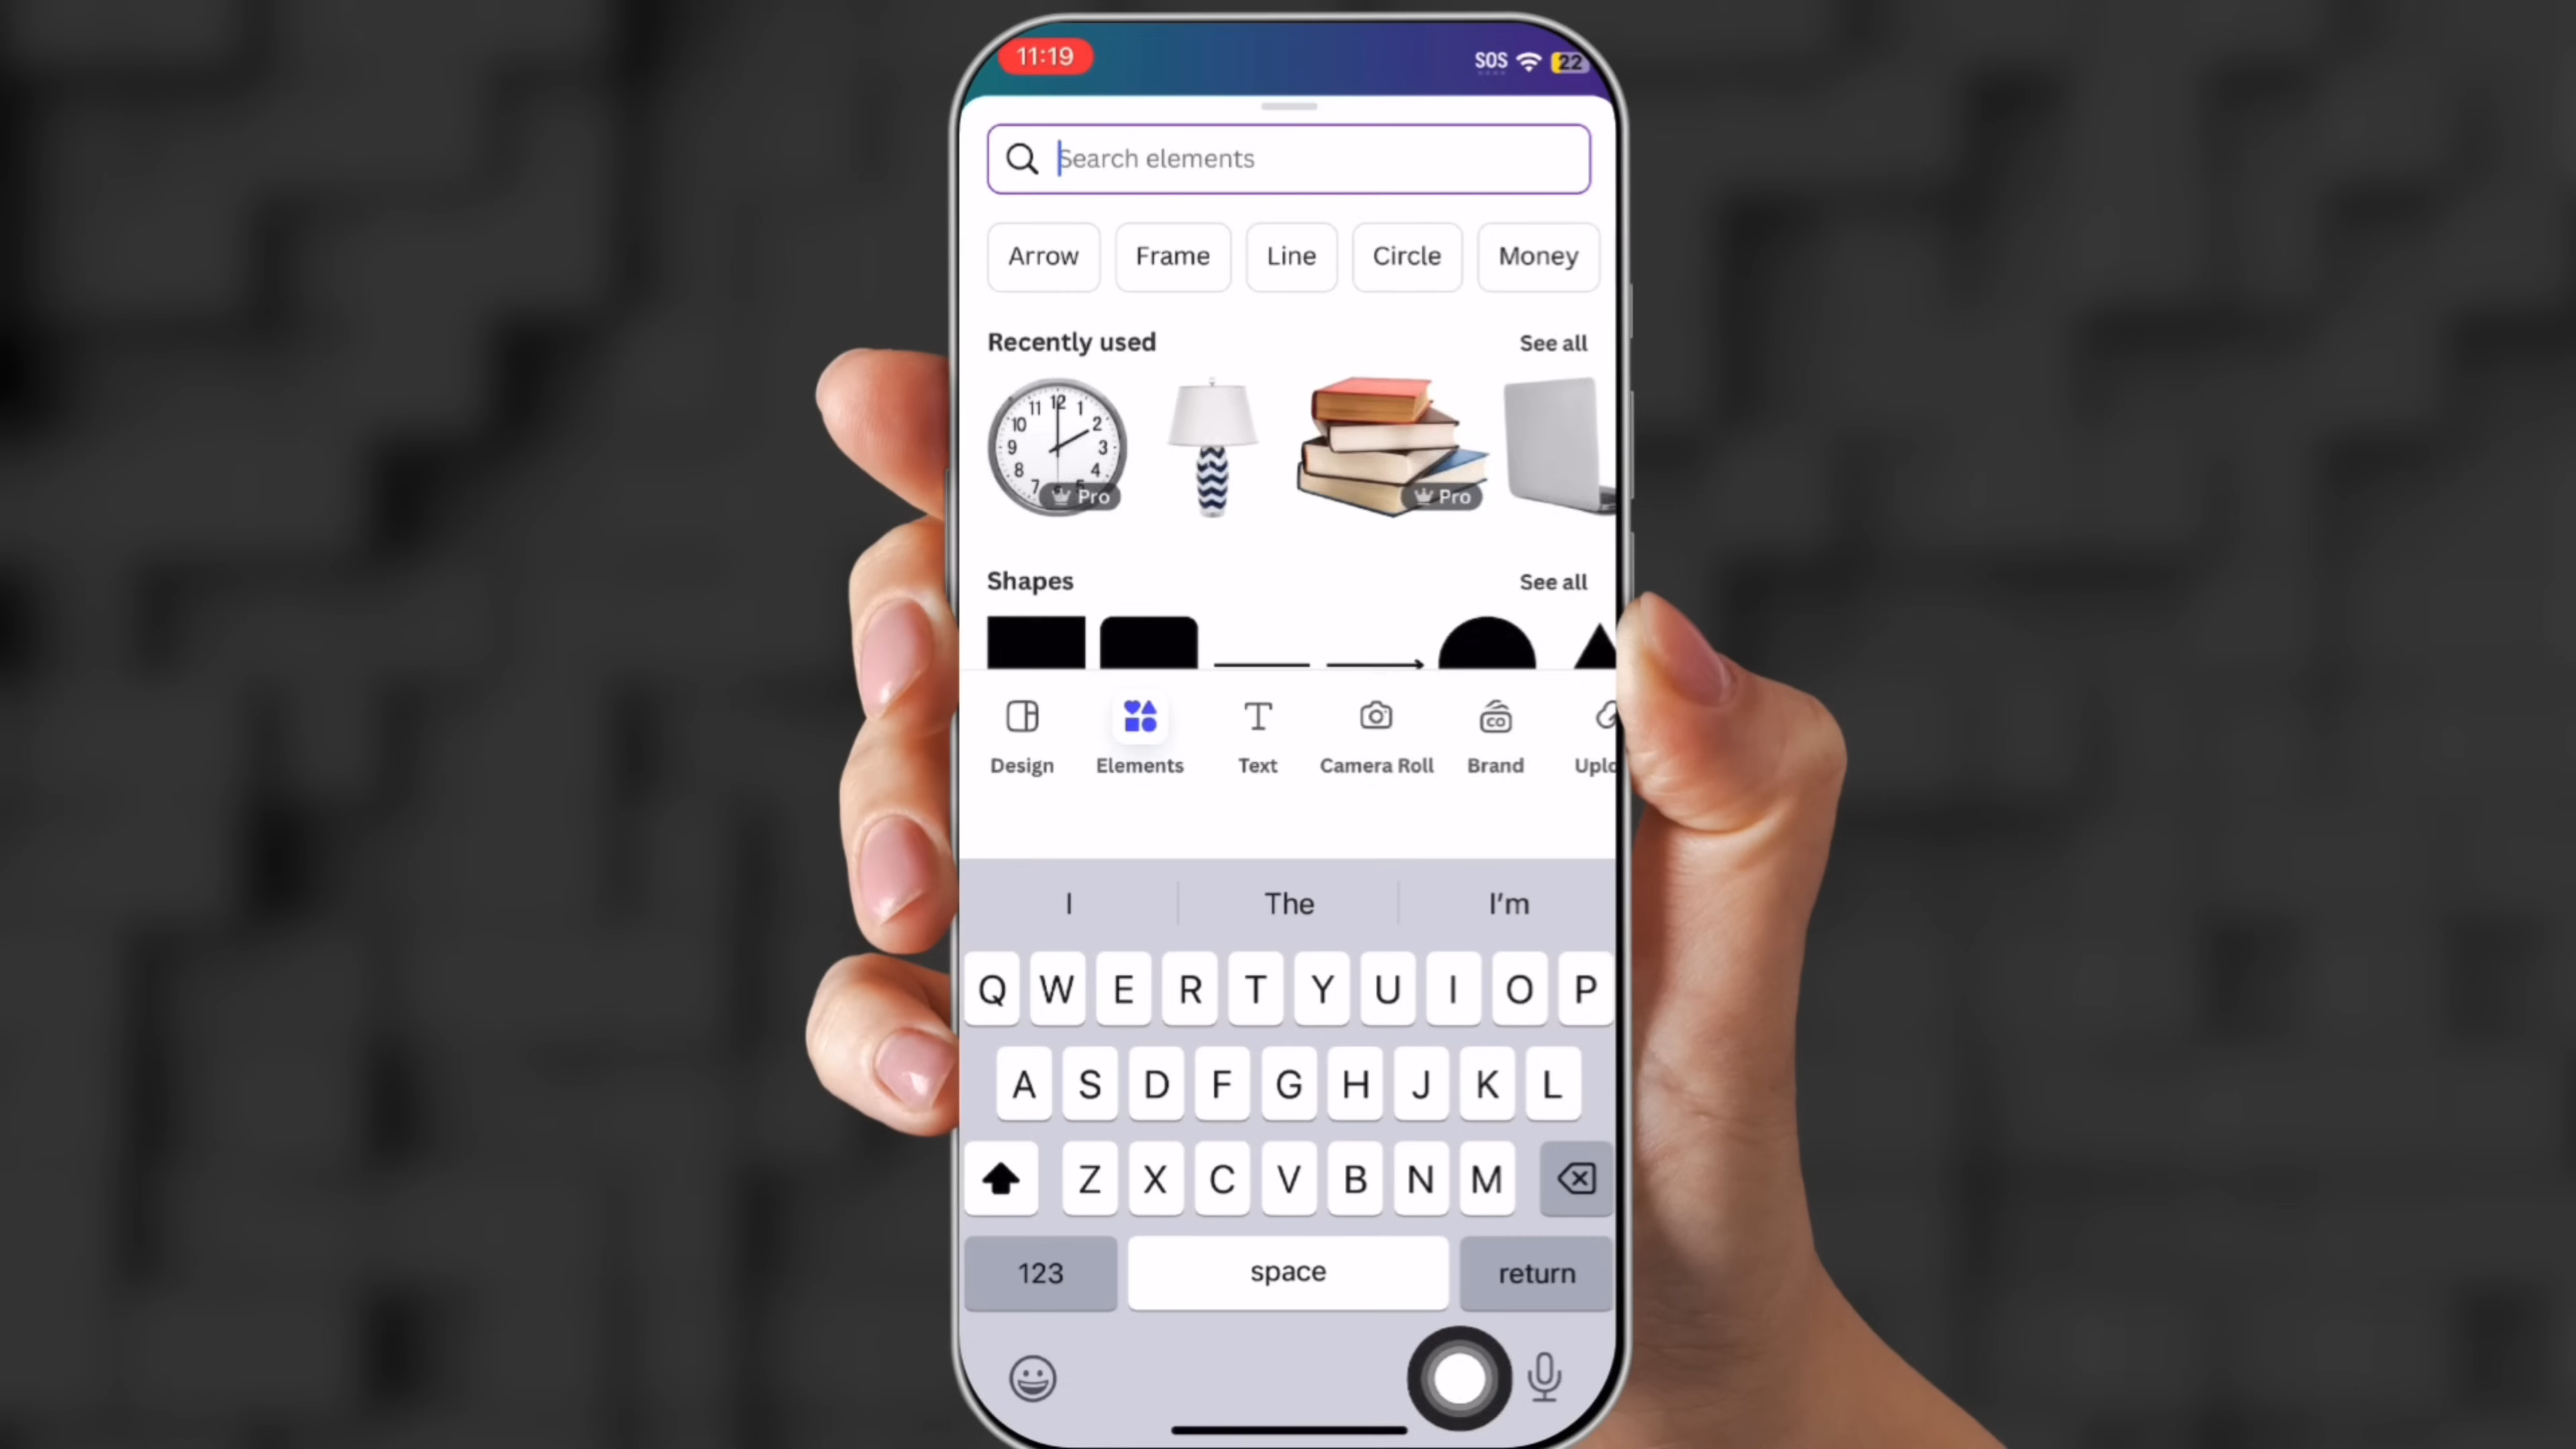 11:19 SOS 22
Search elements
Arrow Frame Line Circle Money
Recently used See all
11 12 1
10 2
9 3
8 4
7
Pro Pro
Shapes See all
CO
Design Elements Text Camera Roll Brand Uplo
I The I'm
Q W E R T Y U I O P
A S D F G H J K L
Z X C V B N M
123 space return